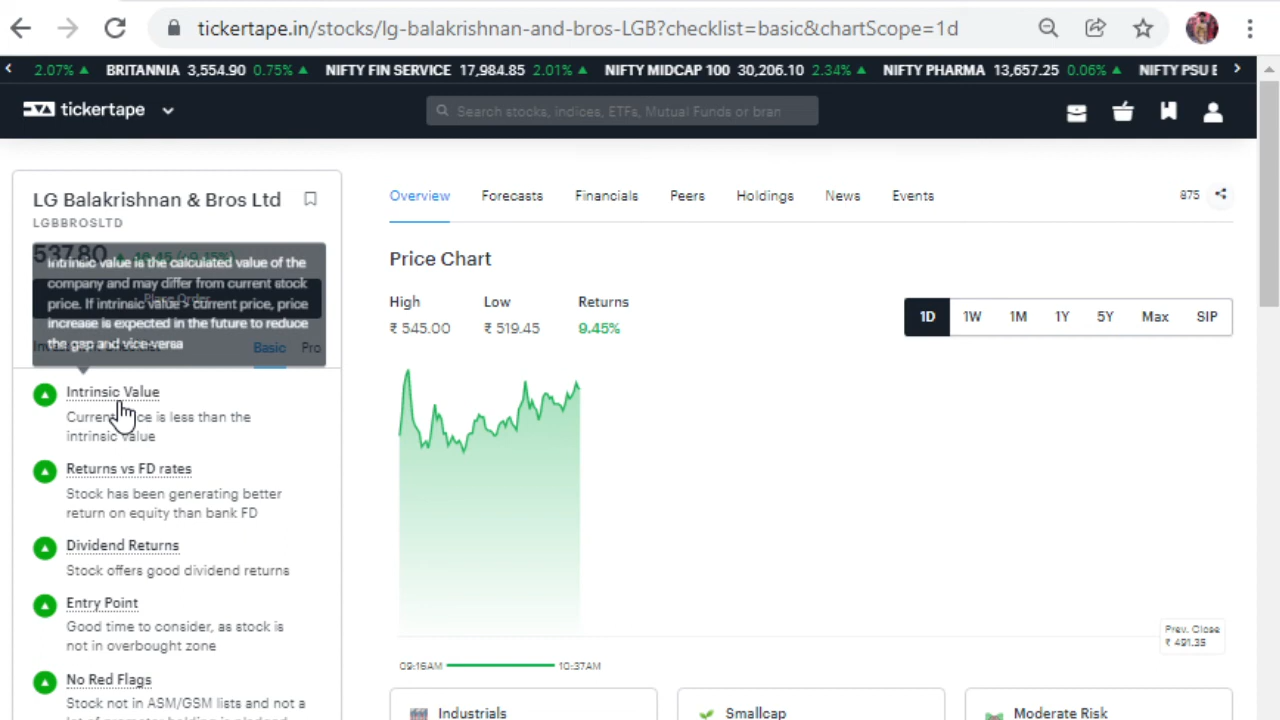 tickertape.in/stocks/lg-balakrishnan-and-bros-LGB?checklist=basic&chartScope=1d
2.07% ▲ BRITANNIA 3,554.90 0.75% ▲ NIFTY FIN SERVICE 17,984.85 2.01% ▲ NIFTY MIDCAP 100 30,206.10 2.34% ▲ NIFTY PHARMA 13,657.25 0.06% ▲ NIFTY PSU
tickertape
Search stocks, indices, ETFs, Mutual Funds or bran
LG Balakrishnan & Bros Ltd
LGBBROSLTD
537.80
Intrinsic value is the calculated value of the
company and may differ from current stock
price. If intrinsic value > current price, price
increase is expected in the future to reduce
the gap and vice-versa
Place Order
Basic Pro
Intrinsic Value
Current price is less than the
intrinsic value
Returns vs FD rates
Stock has been generating better
return on equity than bank FD
Dividend Returns
Stock offers good dividend returns
Entry Point
Good time to consider, as stock is
not in overbought zone
No Red Flags
Stock not in ASM/GSM lists and not a
Overview Forecasts Financials Peers Holdings News Events 875
Price Chart
High Low Returns
₹ 545.00 ₹ 519.45 9.45%
1D 1W 1M 1Y 5Y Max SIP
Prev. Close
₹ 491.35
09:16AM 10:37AM
Industrials Smallcap Moderate Risk